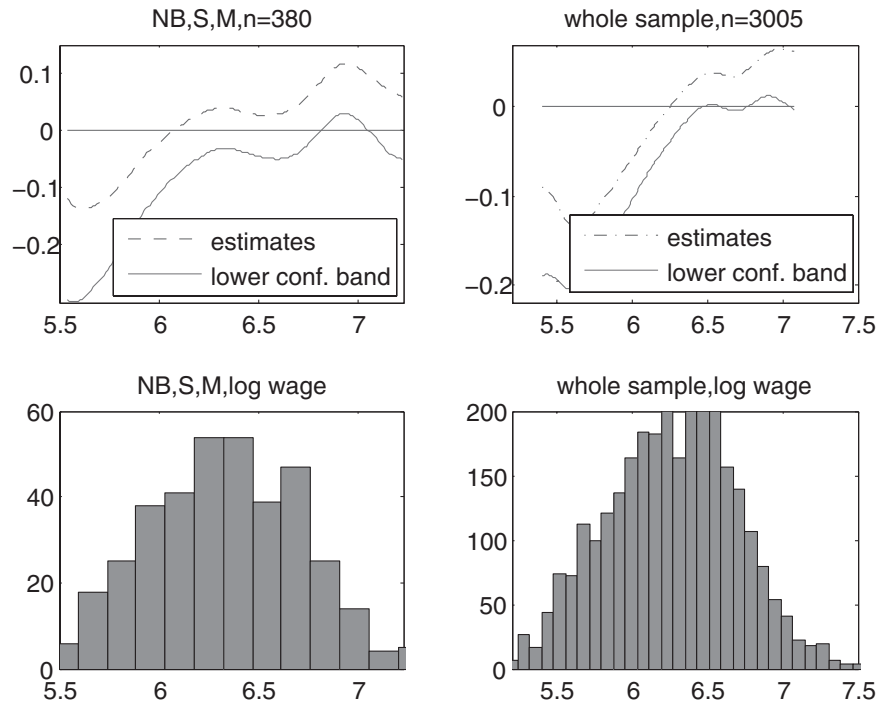 NB,S,M,n=380
0.1
0
−0.1
−0.2
estimates
lower conf. band
5.5 6 6.5 7
whole sample,n=3005
0
−0.1
−0.2
estimates
lower conf. band
5.5 6 6.5 7 7.5
NB,S,M,log wage
60
40
20
0
5.5 6 6.5 7
whole sample,log wage
200
150
100
50
0
5.5 6 6.5 7 7.5